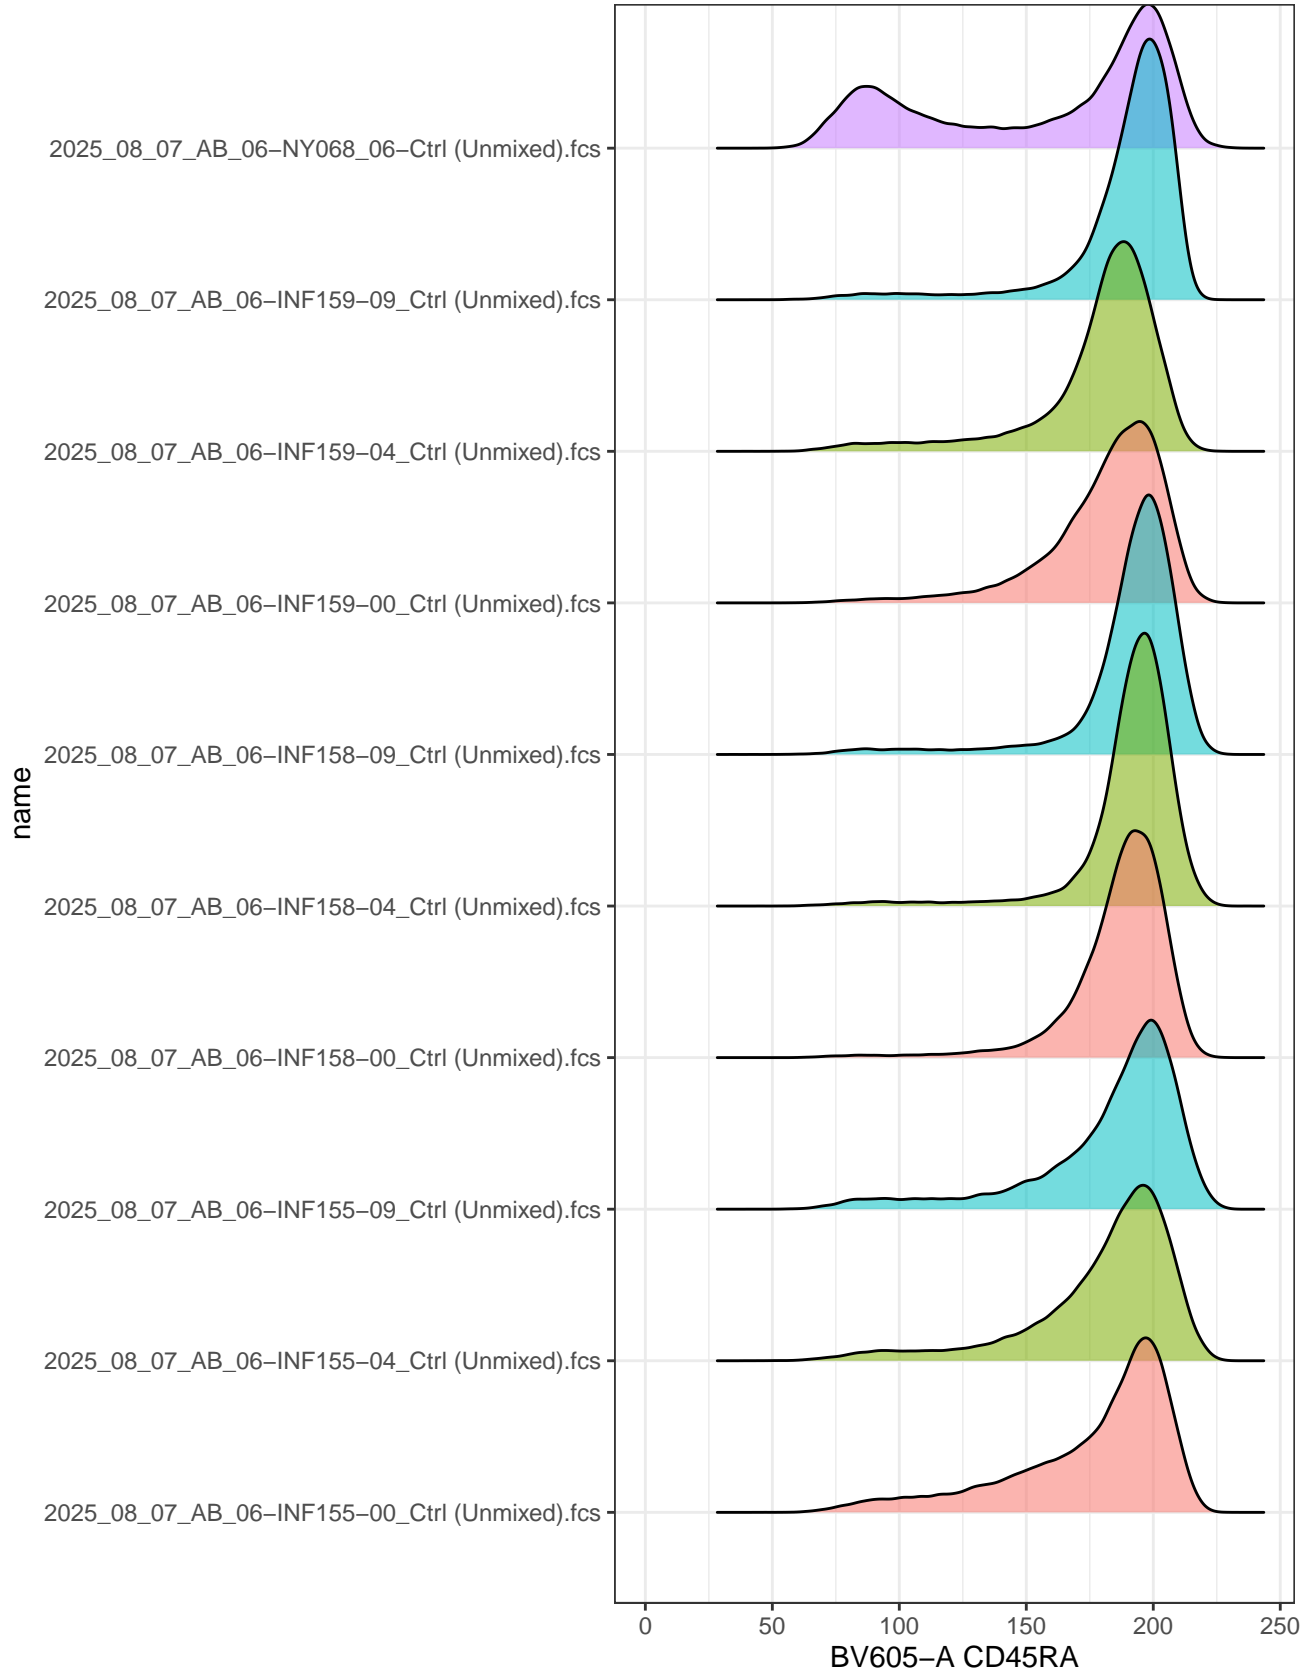 2025_08_07_AB_06−NY068_06−Ctrl (Unmixed).fcs
2025_08_07_AB_06−INF159−09_Ctrl (Unmixed).fcs
2025_08_07_AB_06−INF159−04_Ctrl (Unmixed).fcs
2025_08_07_AB_06−INF159−00_Ctrl (Unmixed).fcs
2025_08_07_AB_06−INF158−09_Ctrl (Unmixed).fcs
2025_08_07_AB_06−INF158−04_Ctrl (Unmixed).fcs
2025_08_07_AB_06−INF158−00_Ctrl (Unmixed).fcs
2025_08_07_AB_06−INF155−09_Ctrl (Unmixed).fcs
2025_08_07_AB_06−INF155−04_Ctrl (Unmixed).fcs
2025_08_07_AB_06−INF155−00_Ctrl (Unmixed).fcs
name
0 50 100 150 200 250
BV605−A CD45RA